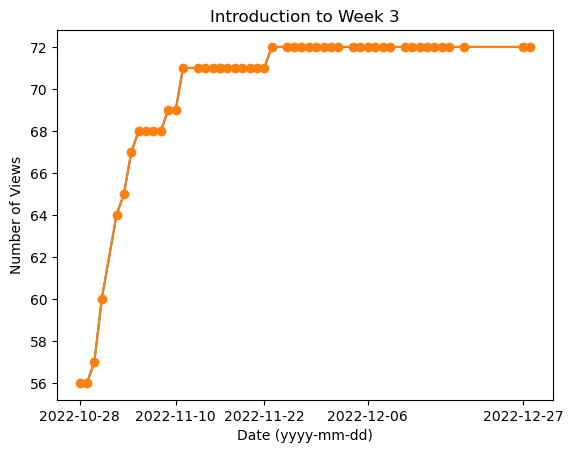 Introduction to Week 3
Number of Views
72
70
68
66
64
62
60
58
56
2022-10-28 2022-11-10 2022-11-22 2022-12-06 2022-12-27
Date (yyyy-mm-dd)